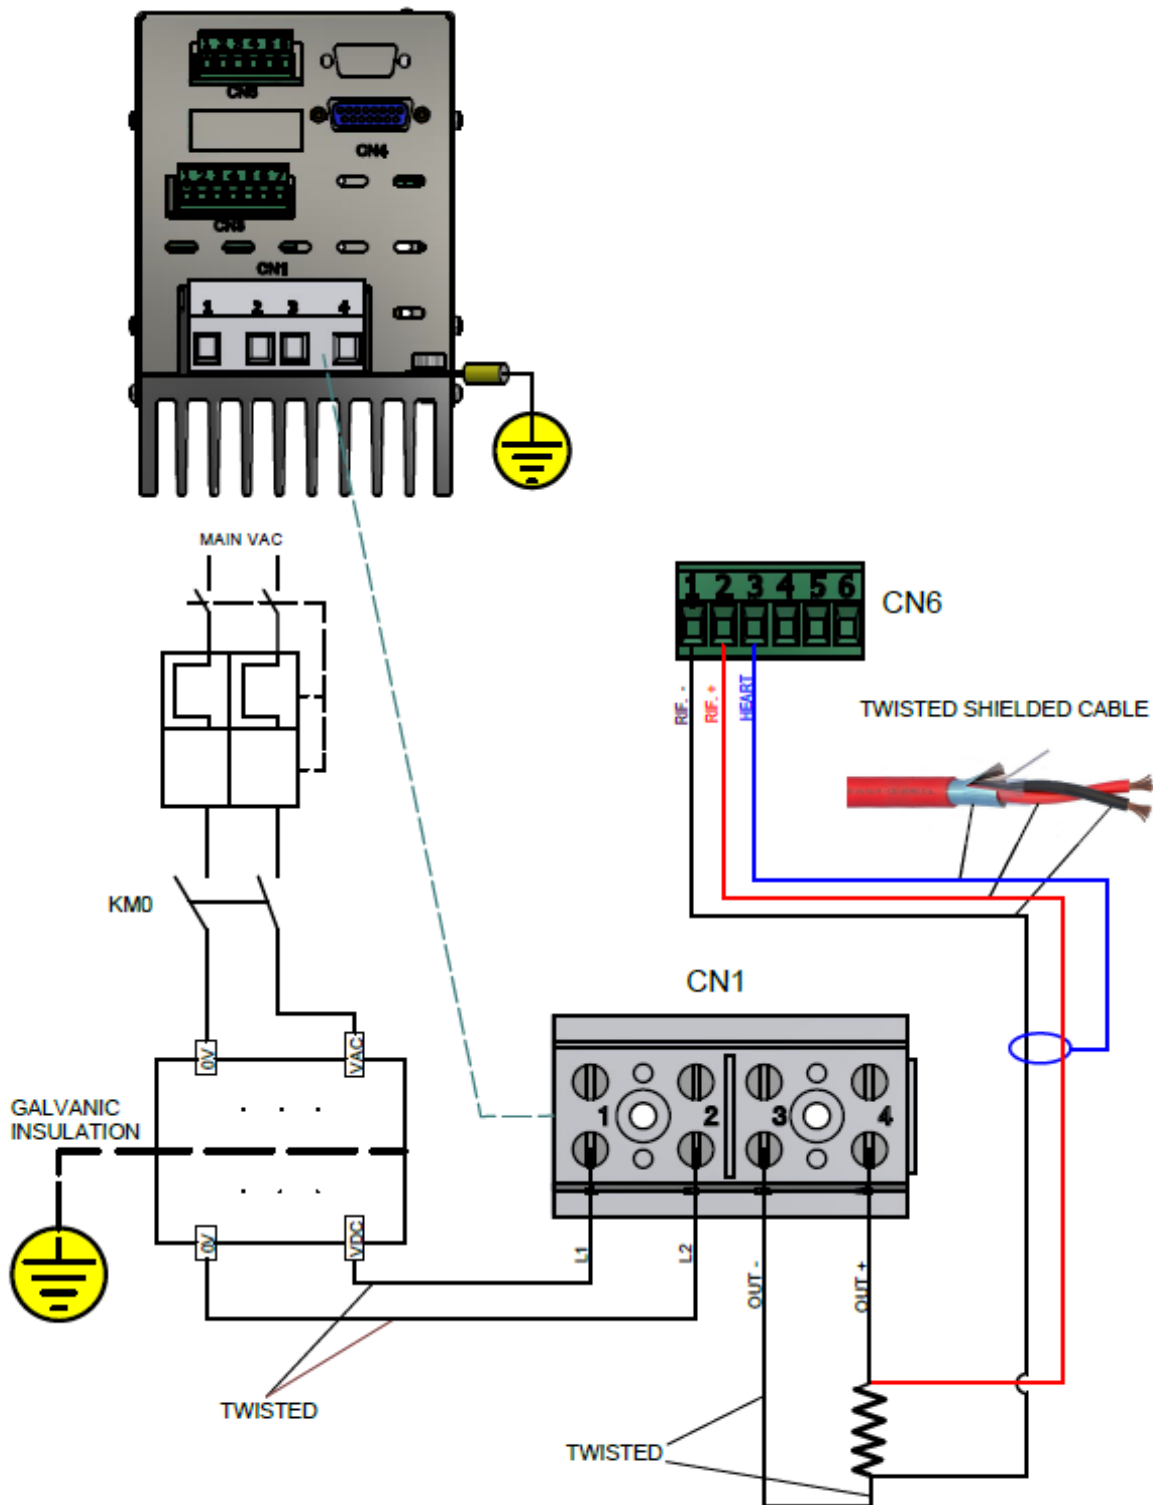 CN6
CN4
CN5
CN1
1 2 3 4
MAIN VAC
1 2 3 4 5 6
CN6
RIF. -
RIF. +
HEART
TWISTED SHIELDED CABLE
KM0
CN1
0V
VAC
GALVANIC
INSULATION
1 2 3 4
0V
VDC
L1
L2
OUT -
OUT +
TWISTED
TWISTED